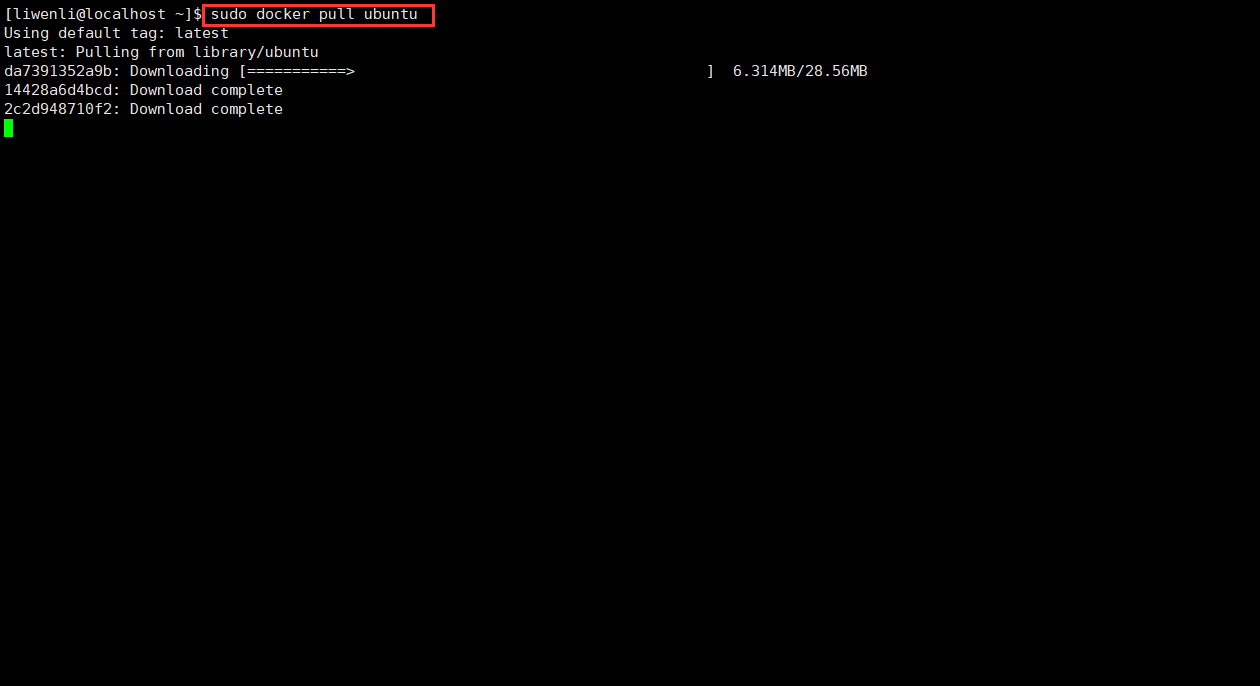 [liwenli@localhost ~]$ sudo docker pull ubuntu
Using default tag: latest
latest: Pulling from library/ubuntu
da7391352a9b: Downloading [===========>                                       ]  6.314MB/28.56MB
14428a6d4bcd: Download complete
2c2d948710f2: Download complete